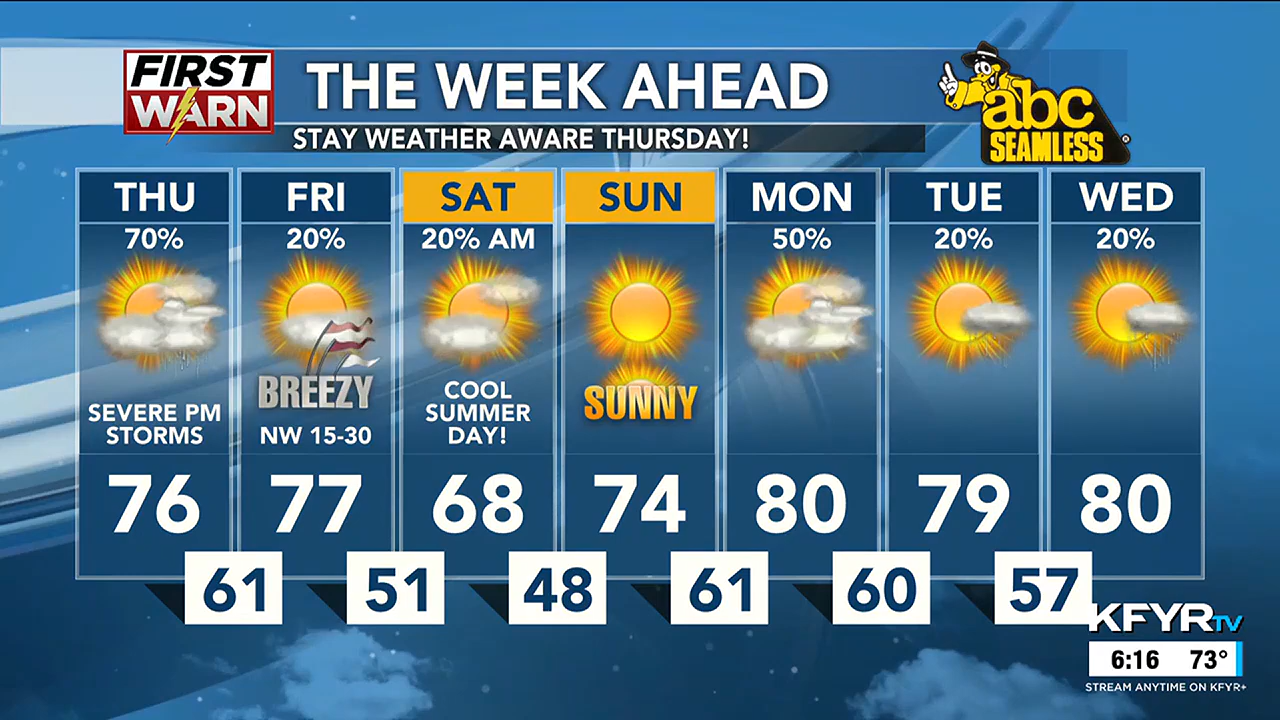 FIRST
WARN
THE WEEK AHEAD
STAY WEATHER AWARE THURSDAY!
abc
SEAMLESS
THU
FRI
SAT
SUN
MON
TUE
WED
70%
20%
20% AM
50%
20%
20%
SEVERE PM
STORMS
BREEZY
NW 15-30
COOL
SUMMER
DAY!
SUNNY
76
77
68
74
80
79
80
61
51
48
61
60
57
KFYR TV
6:16 73°
STREAM ANYTIME ON KFYR+